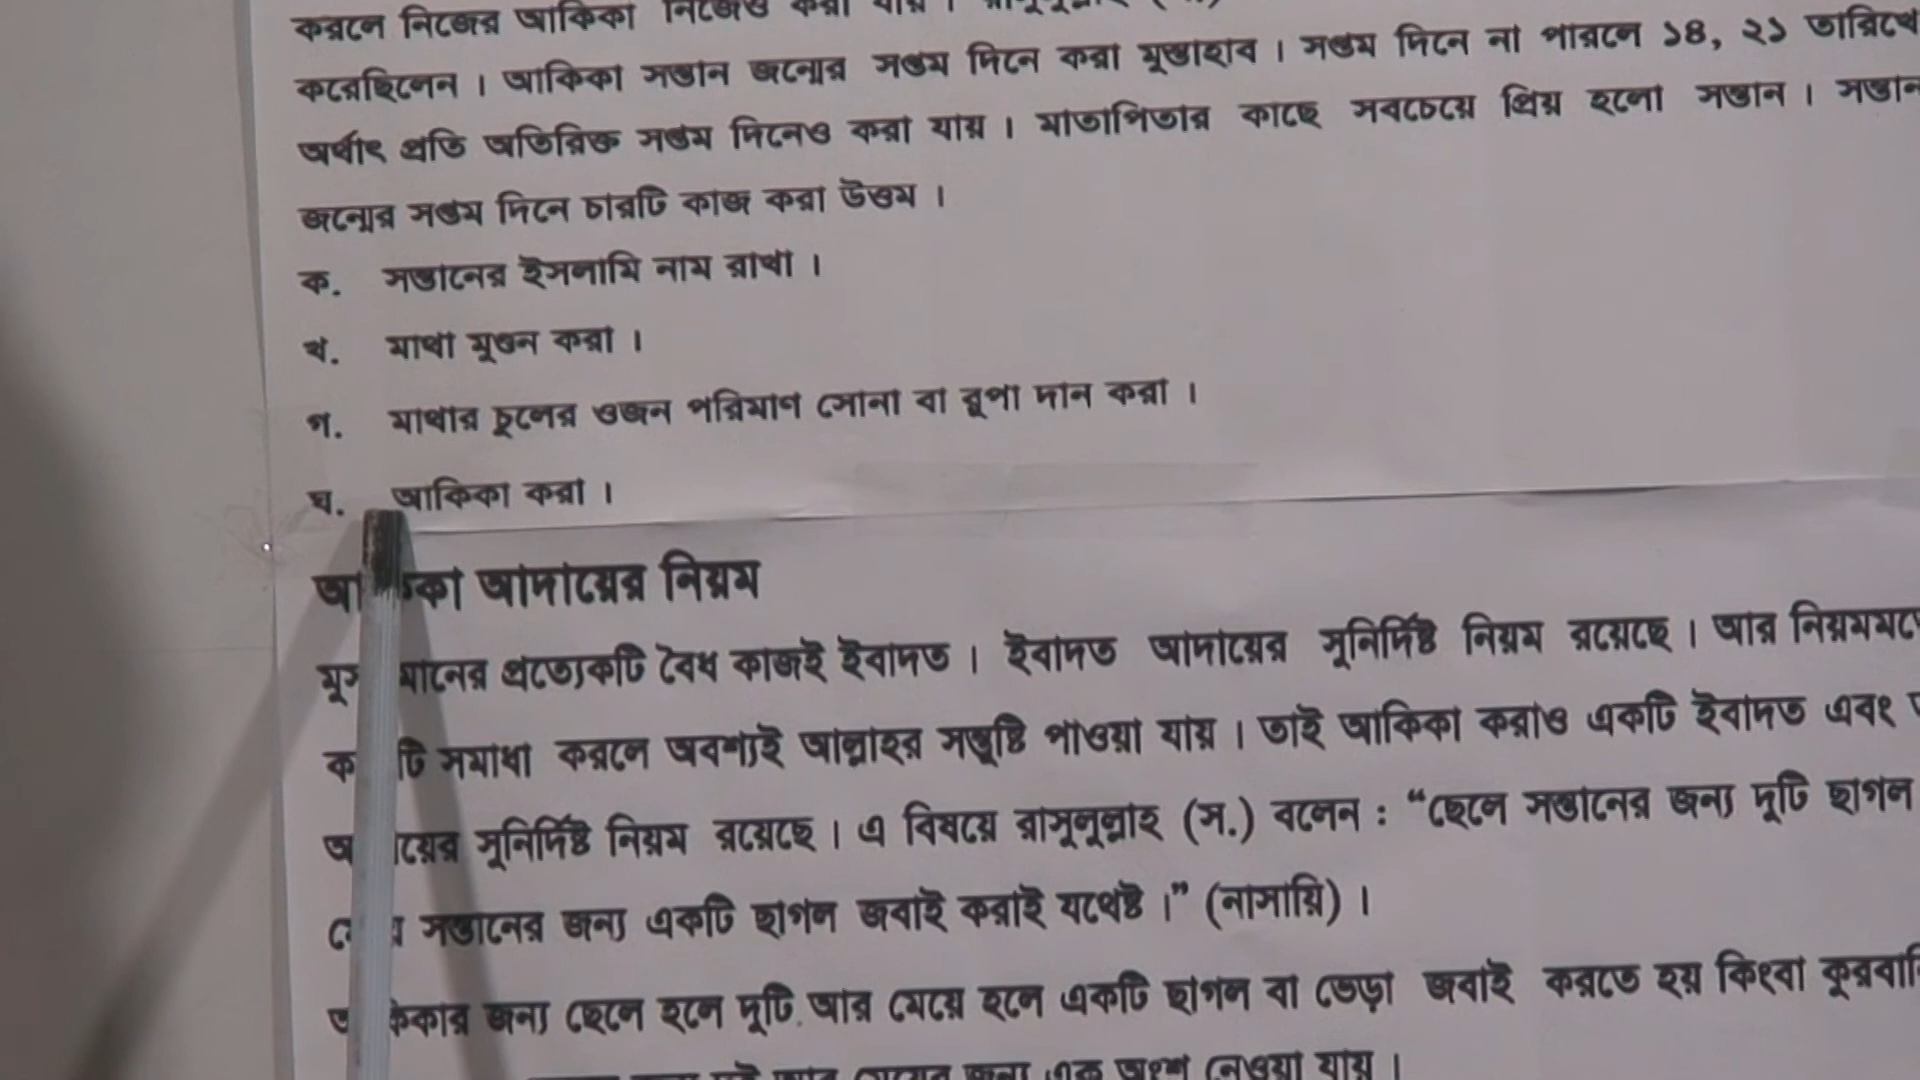 করলে নিজের আকিকা নিজেও করা যায়।
করেছিলেন। আকিকা সন্তান জন্মের সপ্তম দিনে করা মুস্তাহাব। সপ্তম দিনে না পারলে ১৪, ২১ তারিখে
অর্থাৎ প্রতি অতিরিক্ত সপ্তম দিনেও করা যায়। মাতাপিতার কাছে সবচেয়ে প্রিয় হলো সন্তান। সন্তান
জন্মের সপ্তম দিনে চারটি কাজ করা উত্তম।
ক. সন্তানের ইসলামি নাম রাখা।
খ. মাথা মুণ্ডন করা।
গ. মাথার চুলের ওজন পরিমাণ সোনা বা রুপা দান করা।
ঘ. আকিকা করা।
আদায়ের নিয়ম
প্রত্যেকটি বৈধ কাজই ইবাদত। ইবাদত আদায়ের সুনির্দিষ্ট নিয়ম রয়েছে। আর
সমাধা করলে অবশ্যই আল্লাহর সন্তুষ্টি পাওয়া যায়। তাই আকিকা করাও একটি ইবাদত এবং
সুনির্দিষ্ট নিয়ম রয়েছে। এ বিষয়ে রাসুলুল্লাহ (স.) বলেন : “ছেলে সন্তানের জন্য দুটি ছাগল
সন্তানের জন্য একটি ছাগল জবাই করাই যথেষ্ট।” (নাসায়ি)।
জন্য ছেলে হলে দুটি আর মেয়ে হলে একটি ছাগল বা ভেড়া জবাই করতে হয় কিংবা
এক অংশ নেওয়া যায়।